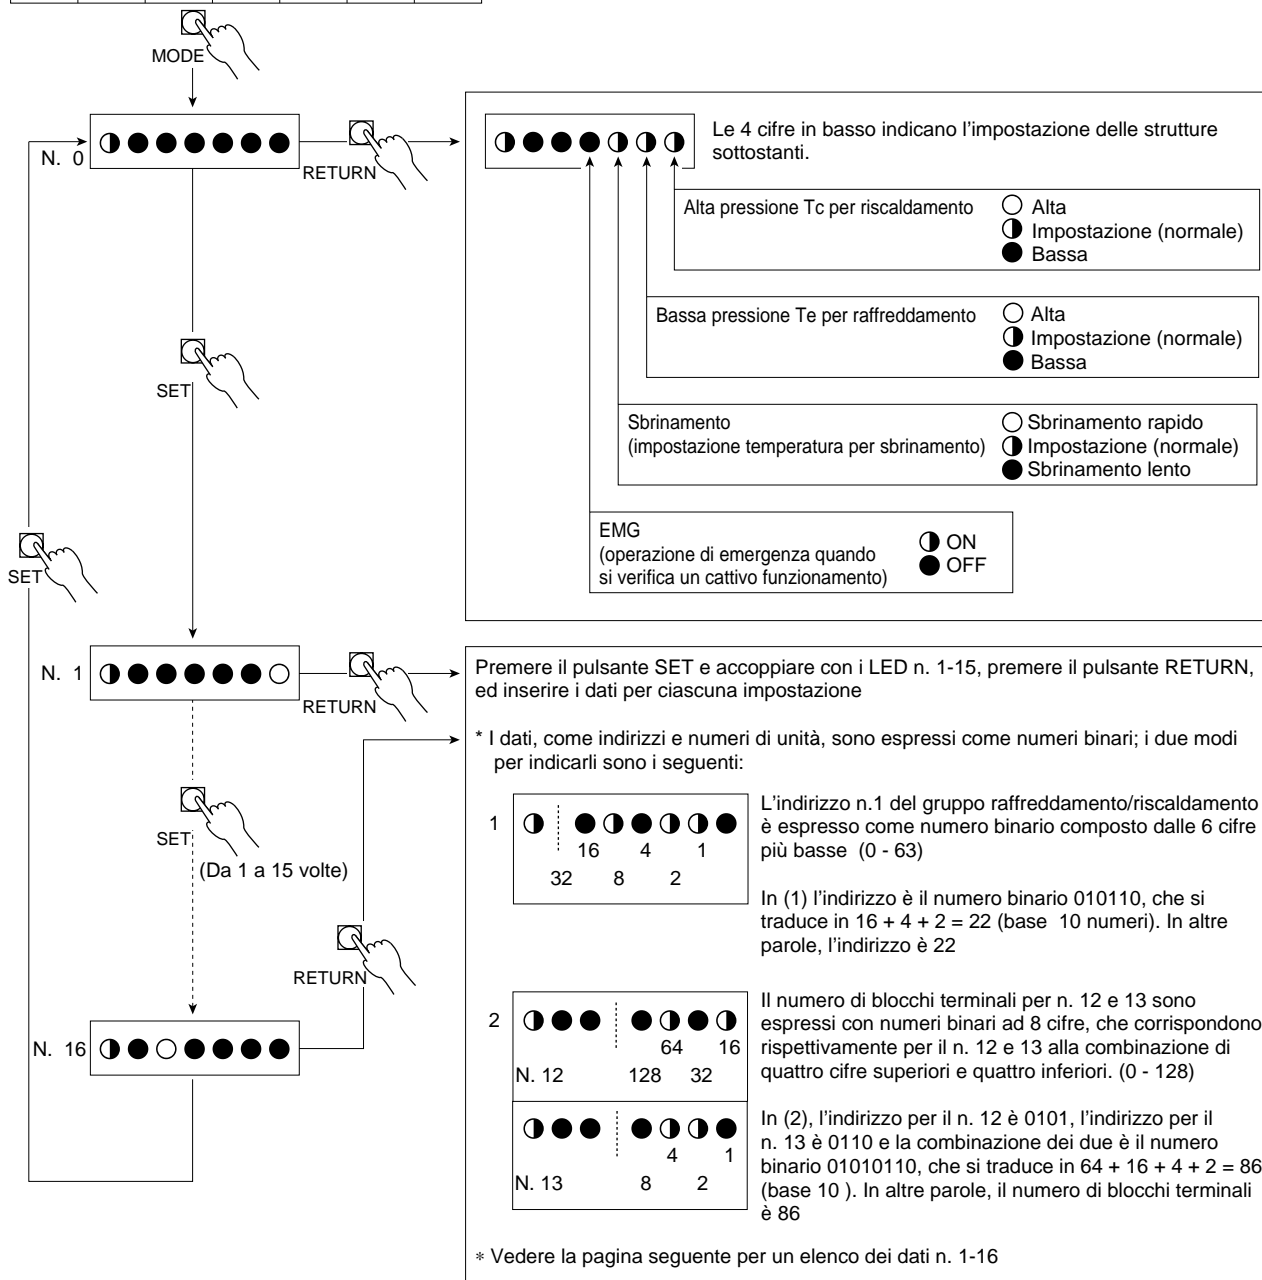 MODE
N. 0
RETURN
Le 4 cifre in basso indicano l'impostazione delle strutture
sottostanti.
Alta pressione Tc per riscaldamento
Alta
Impostazione (normale)
Bassa
Bassa pressione Te per raffreddamento
Alta
Impostazione (normale)
Bassa
SET
Sbrinamento
(impostazione temperatura per sbrinamento)
Sbrinamento rapido
Impostazione (normale)
Sbrinamento lento
EMG
(operazione di emergenza quando
si verifica un cattivo funzionamento)
ON
OFF
SET
N. 1
RETURN
Premere il pulsante SET e accoppiare con i LED n. 1-15, premere il pulsante RETURN,
ed inserire i dati per ciascuna impostazione
* I dati, come indirizzi e numeri di unità, sono espressi come numeri binari; i due modi
per indicarli sono i seguenti:
SET
(Da 1 a 15 volte)
1
16 4 1
32 8 2
L'indirizzo n.1 del gruppo raffreddamento/riscaldamento
è espresso come numero binario composto dalle 6 cifre
più basse (0 - 63)
In (1) l'indirizzo è il numero binario 010110, che si
traduce in 16 + 4 + 2 = 22 (base 10 numeri). In altre
parole, l'indirizzo è 22
RETURN
N. 16
2
64 16
N. 12 128 32
Il numero di blocchi terminali per n. 12 e 13 sono
espressi con numeri binari ad 8 cifre, che corrispondono
rispettivamente per il n. 12 e 13 alla combinazione di
quattro cifre superiori e quattro inferiori. (0 - 128)
4 1
N. 13 8 2
In (2), l'indirizzo per il n. 12 è 0101, l'indirizzo per il
n. 13 è 0110 e la combinazione dei due è il numero
binario 01010110, che si traduce in 64 + 16 + 4 + 2 = 86
(base 10 ). In altre parole, il numero di blocchi terminali
è 86
* Vedere la pagina seguente per un elenco dei dati n. 1-16